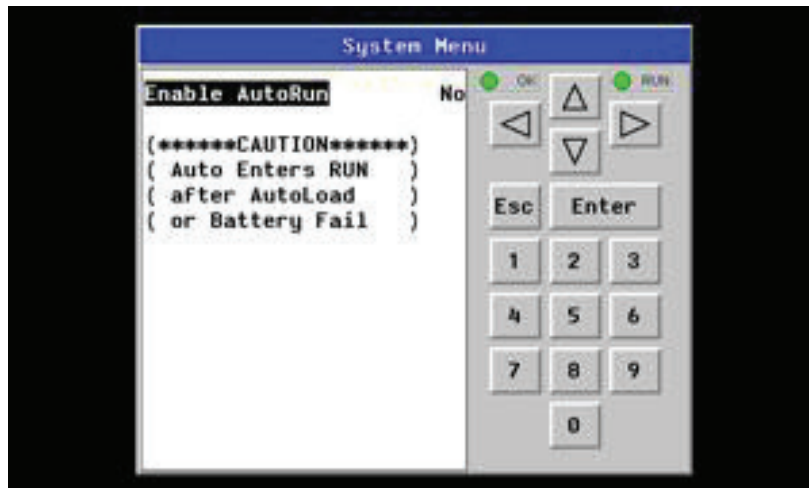 System Menu
Enable AutoRun No
(******CAUTION******)
( Auto Enters RUN )
( after AutoLoad )
( or Battery Fail )
OK
RUN
Esc Enter
1 2 3
4 5 6
7 8 9
0